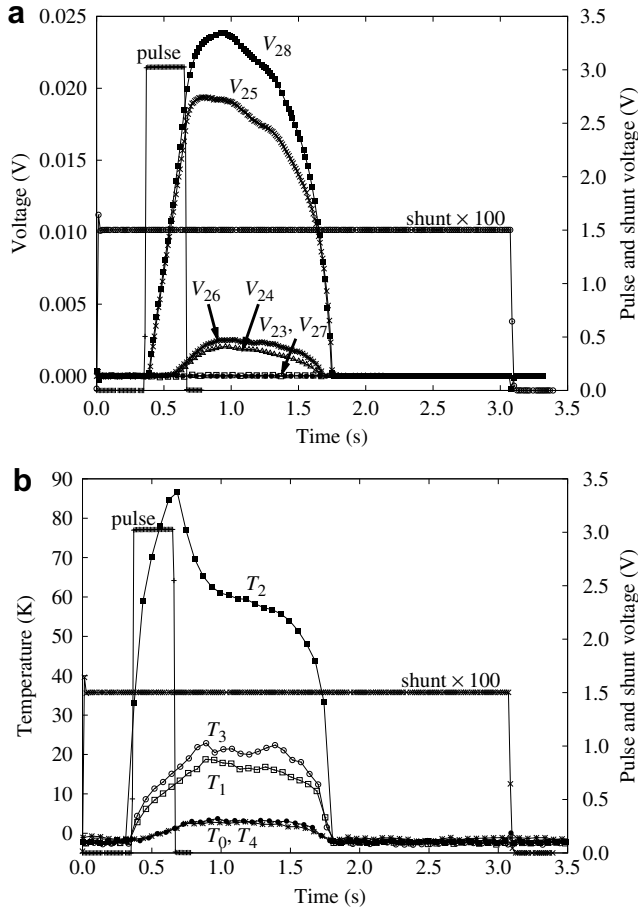 a
0.025
0.020
0.015
0.010
0.005
0.000
Voltage (V)
pulse
V28
V25
shunt × 100
V26
V24
V23, V27
3.5
3.0
2.5
2.0
1.5
1.0
0.5
0.0
Pulse and shunt voltage (V)
0.0 0.5 1.0 1.5 2.0 2.5 3.0 3.5
Time (s)
b
90
80
70
60
50
40
30
20
10
0
Temperature (K)
pulse
T2
shunt × 100
T3
T1
T0, T4
3.5
3.0
2.5
2.0
1.5
1.0
0.5
0.0
Pulse and shunt voltage (V)
0.0 0.5 1.0 1.5 2.0 2.5 3.0 3.5
Time (s)